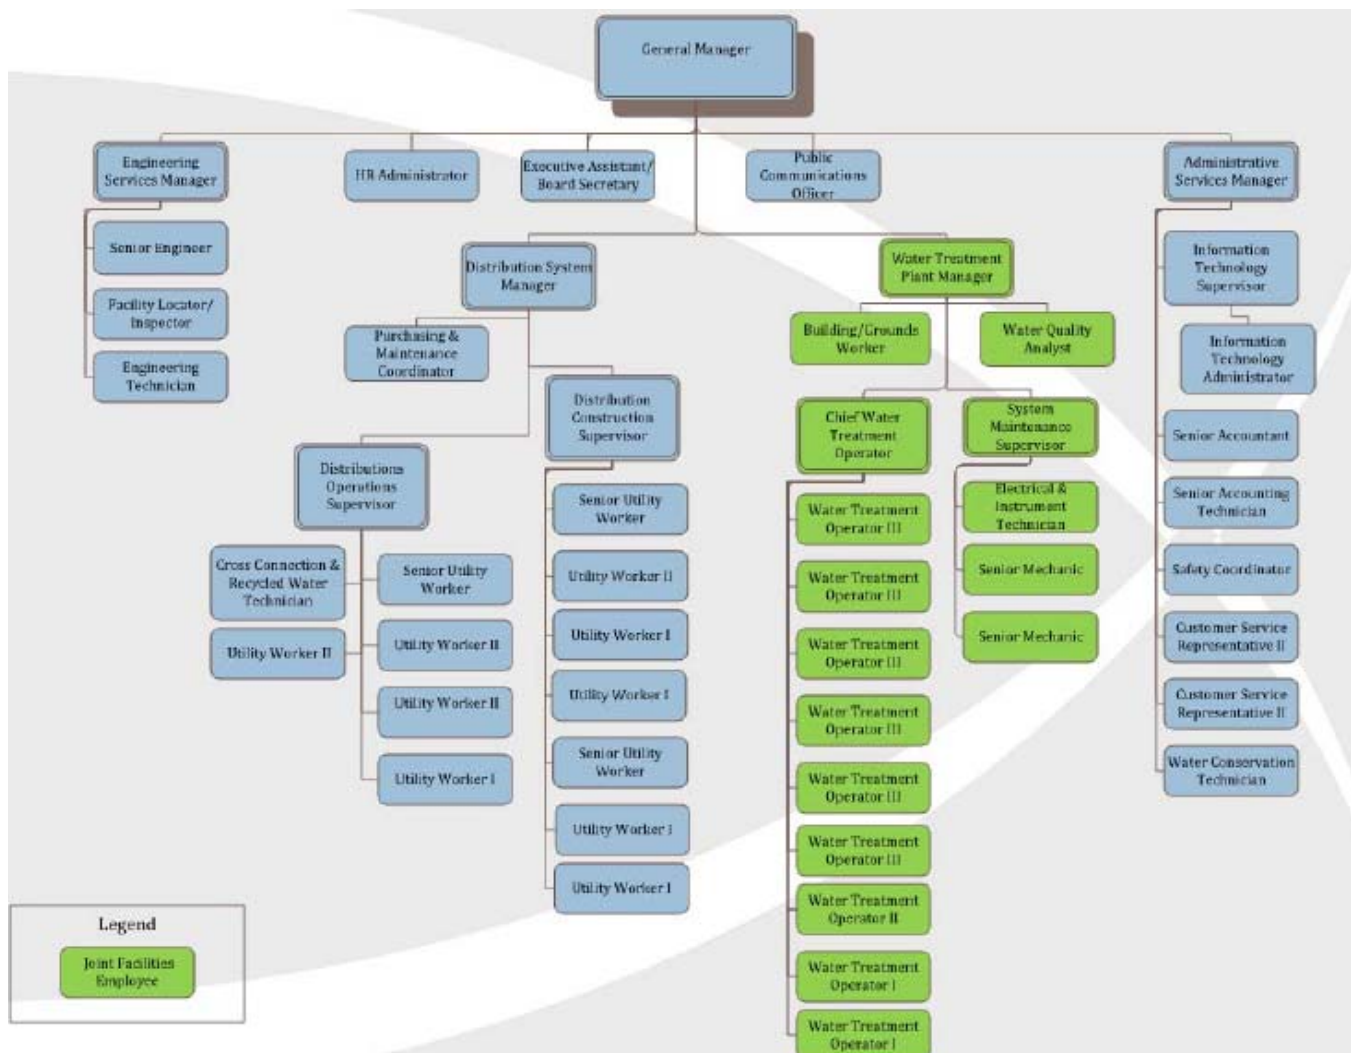 General Manager
Engineering
Services Manager
HR Administrator
Executive Assistant/
Board Secretary
Public
Communications
Officer
Administrative
Services Manager
Senior Engineer
Facility Locator/
Inspector
Engineering
Technician
Distribution System
Manager
Purchasing &
Maintenance
Coordinator
Distribution
Construction
Supervisor
Distributions
Operations
Supervisor
Cross Connection &
Recycled Water
Technician
Utility Worker II
Senior Utility
Worker
Utility Worker II
Utility Worker II
Utility Worker I
Senior Utility
Worker
Utility Worker II
Utility Worker I
Utility Worker I
Senior Utility
Worker
Utility Worker I
Utility Worker I
Water Treatment
Plant Manager
Building/Grounds
Worker
Water Quality
Analyst
Chief Water
Treatment
Operator
System
Maintenance
Supervisor
Water Treatment
Operator III
Water Treatment
Operator III
Water Treatment
Operator III
Water Treatment
Operator III
Water Treatment
Operator III
Water Treatment
Operator III
Water Treatment
Operator II
Water Treatment
Operator I
Water Treatment
Operator I
Electrical &
Instrument
Technician
Senior Mechanic
Senior Mechanic
Information
Technology
Supervisor
Information
Technology
Administrator
Senior Accountant
Senior Accounting
Technician
Safety Coordinator
Customer Service
Representative II
Customer Service
Representative II
Water Conservation
Technician
Legend
Joint Facilities
Employee